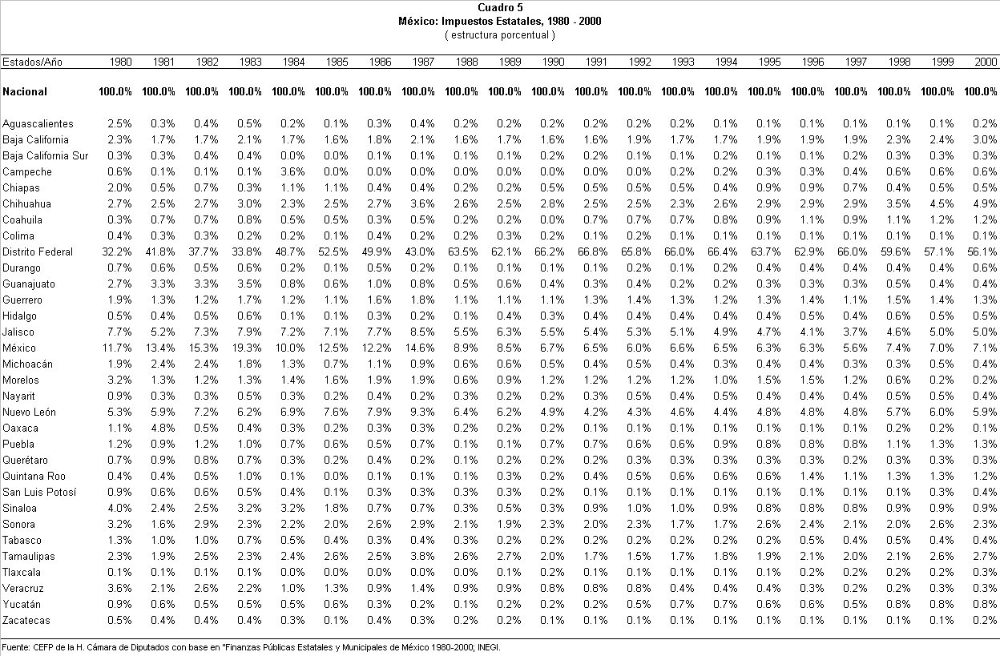 Cuadro 5
México: Impuestos Estatales, 1980 - 2000
( estructura porcentual )
Estados/Año 1980 1981 1982 1983 1984 1985 1986 1987 1988 1989 1990 1991 1992 1993 1994 1995 1996 1997 1998 1999 2000
Nacional 100.0% 100.0% 100.0% 100.0% 100.0% 100.0% 100.0% 100.0% 100.0% 100.0% 100.0% 100.0% 100.0% 100.0% 100.0% 100.0% 100.0% 100.0% 100.0% 100.0% 100.0%
Aguascalientes 2.5% 0.3% 0.4% 0.5% 0.2% 0.1% 0.3% 0.4% 0.2% 0.2% 0.2% 0.2% 0.2% 0.2% 0.1% 0.1% 0.1% 0.1% 0.1% 0.1% 0.2%
Baja California 2.3% 1.7% 1.7% 2.1% 1.7% 1.6% 1.8% 2.1% 1.6% 1.7% 1.6% 1.6% 1.9% 1.7% 1.7% 1.9% 1.9% 1.9% 2.3% 2.4% 3.0%
Baja California Sur 0.3% 0.3% 0.4% 0.4% 0.0% 0.0% 0.1% 0.1% 0.1% 0.1% 0.2% 0.2% 0.1% 0.1% 0.2% 0.1% 0.1% 0.2% 0.3% 0.3% 0.3%
Campeche 0.6% 0.1% 0.1% 0.1% 3.6% 0.0% 0.0% 0.0% 0.0% 0.0% 0.0% 0.0% 0.0% 0.2% 0.2% 0.3% 0.3% 0.4% 0.6% 0.6% 0.6%
Chiapas 2.0% 0.5% 0.7% 0.3% 1.1% 1.1% 0.4% 0.4% 0.2% 0.2% 0.5% 0.5% 0.5% 0.5% 0.4% 0.9% 0.9% 0.7% 0.4% 0.5% 0.5%
Chihuahua 2.7% 2.5% 2.7% 3.0% 2.3% 2.5% 2.7% 3.6% 2.6% 2.5% 2.8% 2.5% 2.5% 2.3% 2.6% 2.9% 2.9% 2.9% 3.5% 4.5% 4.9%
Coahuila 0.3% 0.7% 0.7% 0.8% 0.5% 0.5% 0.3% 0.5% 0.2% 0.2% 0.0% 0.7% 0.7% 0.7% 0.8% 0.9% 1.1% 0.9% 1.1% 1.2% 1.2%
Colima 0.4% 0.3% 0.3% 0.2% 0.2% 0.1% 0.4% 0.2% 0.2% 0.3% 0.2% 0.1% 0.2% 0.1% 0.1% 0.1% 0.1% 0.1% 0.1% 0.1% 0.1%
Distrito Federal 32.2% 41.8% 37.7% 33.8% 48.7% 52.5% 49.9% 43.0% 63.5% 62.1% 66.2% 66.8% 65.8% 66.0% 66.4% 63.7% 62.9% 66.0% 59.6% 57.1% 56.1%
Durango 0.7% 0.6% 0.5% 0.6% 0.2% 0.1% 0.5% 0.2% 0.1% 0.1% 0.1% 0.1% 0.2% 0.1% 0.2% 0.4% 0.4% 0.4% 0.4% 0.4% 0.6%
Guanajuato 2.7% 3.3% 3.3% 3.5% 0.8% 0.6% 1.0% 0.8% 0.5% 0.6% 0.4% 0.3% 0.4% 0.2% 0.2% 0.3% 0.3% 0.3% 0.5% 0.4% 0.4%
Guerrero 1.9% 1.3% 1.2% 1.7% 1.2% 1.1% 1.6% 1.8% 1.1% 1.1% 1.1% 1.3% 1.4% 1.3% 1.2% 1.3% 1.4% 1.1% 1.5% 1.4% 1.3%
Hidalgo 0.5% 0.4% 0.5% 0.6% 0.1% 0.1% 0.3% 0.2% 0.1% 0.4% 0.3% 0.4% 0.4% 0.4% 0.4% 0.4% 0.5% 0.4% 0.6% 0.5% 0.5%
Jalisco 7.7% 5.2% 7.3% 7.9% 7.2% 7.1% 7.7% 8.5% 5.5% 6.3% 5.5% 5.4% 5.3% 5.1% 4.9% 4.7% 4.1% 3.7% 4.6% 5.0% 5.0%
México 11.7% 13.4% 15.3% 19.3% 10.0% 12.5% 12.2% 14.6% 8.9% 8.5% 6.7% 6.5% 6.0% 6.6% 6.5% 6.3% 6.3% 5.6% 7.4% 7.0% 7.1%
Michoacán 1.9% 2.4% 2.4% 1.8% 1.3% 0.7% 1.1% 0.9% 0.6% 0.6% 0.5% 0.4% 0.5% 0.4% 0.3% 0.4% 0.4% 0.3% 0.3% 0.5% 0.4%
Morelos 3.2% 1.3% 1.2% 1.3% 1.4% 1.6% 1.9% 1.9% 0.6% 0.9% 1.2% 1.2% 1.2% 1.2% 1.0% 1.5% 1.5% 1.2% 0.6% 0.2% 0.2%
Nayarit 0.9% 0.3% 0.3% 0.5% 0.3% 0.2% 0.4% 0.2% 0.3% 0.2% 0.2% 0.3% 0.5% 0.4% 0.5% 0.4% 0.4% 0.4% 0.5% 0.5% 0.4%
Nuevo León 5.3% 5.9% 7.2% 6.2% 6.9% 7.6% 7.9% 9.3% 6.4% 6.2% 4.9% 4.2% 4.3% 4.6% 4.4% 4.8% 4.8% 4.8% 5.7% 6.0% 5.9%
Oaxaca 1.1% 4.8% 0.5% 0.4% 0.3% 0.2% 0.3% 0.3% 0.2% 0.2% 0.2% 0.1% 0.1% 0.1% 0.1% 0.1% 0.1% 0.1% 0.2% 0.2% 0.1%
Puebla 1.2% 0.9% 1.2% 1.0% 0.7% 0.6% 0.5% 0.7% 0.1% 0.1% 0.7% 0.7% 0.6% 0.6% 0.9% 0.8% 0.8% 0.8% 1.1% 1.3% 1.3%
Querétaro 0.7% 0.9% 0.8% 0.7% 0.3% 0.2% 0.4% 0.2% 0.1% 0.2% 0.2% 0.2% 0.3% 0.3% 0.3% 0.3% 0.3% 0.2% 0.3% 0.3% 0.3%
Quintana Roo 0.4% 0.4% 0.5% 1.0% 0.1% 0.0% 0.1% 0.1% 0.1% 0.3% 0.2% 0.4% 0.5% 0.6% 0.6% 0.6% 1.4% 1.1% 1.3% 1.3% 1.2%
San Luis Potosí 0.9% 0.6% 0.6% 0.5% 0.4% 0.1% 0.3% 0.3% 0.3% 0.3% 0.2% 0.1% 0.1% 0.1% 0.1% 0.1% 0.1% 0.1% 0.1% 0.3% 0.4%
Sinaloa 4.0% 2.4% 2.5% 3.2% 3.2% 1.8% 0.7% 0.7% 0.3% 0.5% 0.3% 0.9% 1.0% 1.0% 0.9% 0.8% 0.8% 0.8% 0.9% 0.9% 0.9%
Sonora 3.2% 1.6% 2.9% 2.3% 2.2% 2.0% 2.6% 2.9% 2.1% 1.9% 2.3% 2.0% 2.3% 1.7% 1.7% 2.6% 2.4% 2.1% 2.0% 2.6% 2.3%
Tabasco 1.3% 1.0% 1.0% 0.7% 0.5% 0.4% 0.3% 0.4% 0.3% 0.2% 0.2% 0.2% 0.2% 0.2% 0.2% 0.2% 0.5% 0.4% 0.5% 0.4% 0.4%
Tamaulipas 2.3% 1.9% 2.5% 2.3% 2.4% 2.6% 2.5% 3.8% 2.6% 2.7% 2.0% 1.7% 1.5% 1.7% 1.8% 1.9% 2.1% 2.0% 2.1% 2.6% 2.7%
Tlaxcala 0.1% 0.1% 0.1% 0.1% 0.0% 0.0% 0.0% 0.0% 0.0% 0.1% 0.2% 0.1% 0.1% 0.1% 0.1% 0.1% 0.2% 0.2% 0.2% 0.2% 0.3%
Veracruz 3.6% 2.1% 2.6% 2.2% 1.0% 1.3% 0.9% 1.4% 0.9% 0.9% 0.8% 0.8% 0.8% 0.4% 0.4% 0.4% 0.3% 0.2% 0.2% 0.3% 0.3%
Yucatán 0.9% 0.6% 0.5% 0.5% 0.5% 0.6% 0.3% 0.2% 0.1% 0.2% 0.2% 0.2% 0.5% 0.7% 0.7% 0.6% 0.6% 0.5% 0.8% 0.8% 0.8%
Zacatecas 0.5% 0.4% 0.4% 0.4% 0.3% 0.1% 0.4% 0.3% 0.2% 0.2% 0.1% 0.1% 0.1% 0.1% 0.1% 0.1% 0.1% 0.1% 0.1% 0.1% 0.2%
Fuente: CEFP de la H. Cámara de Diputados con base en "Finanzas Públicas Estatales y Municipales de México 1980-2000; INEGI.